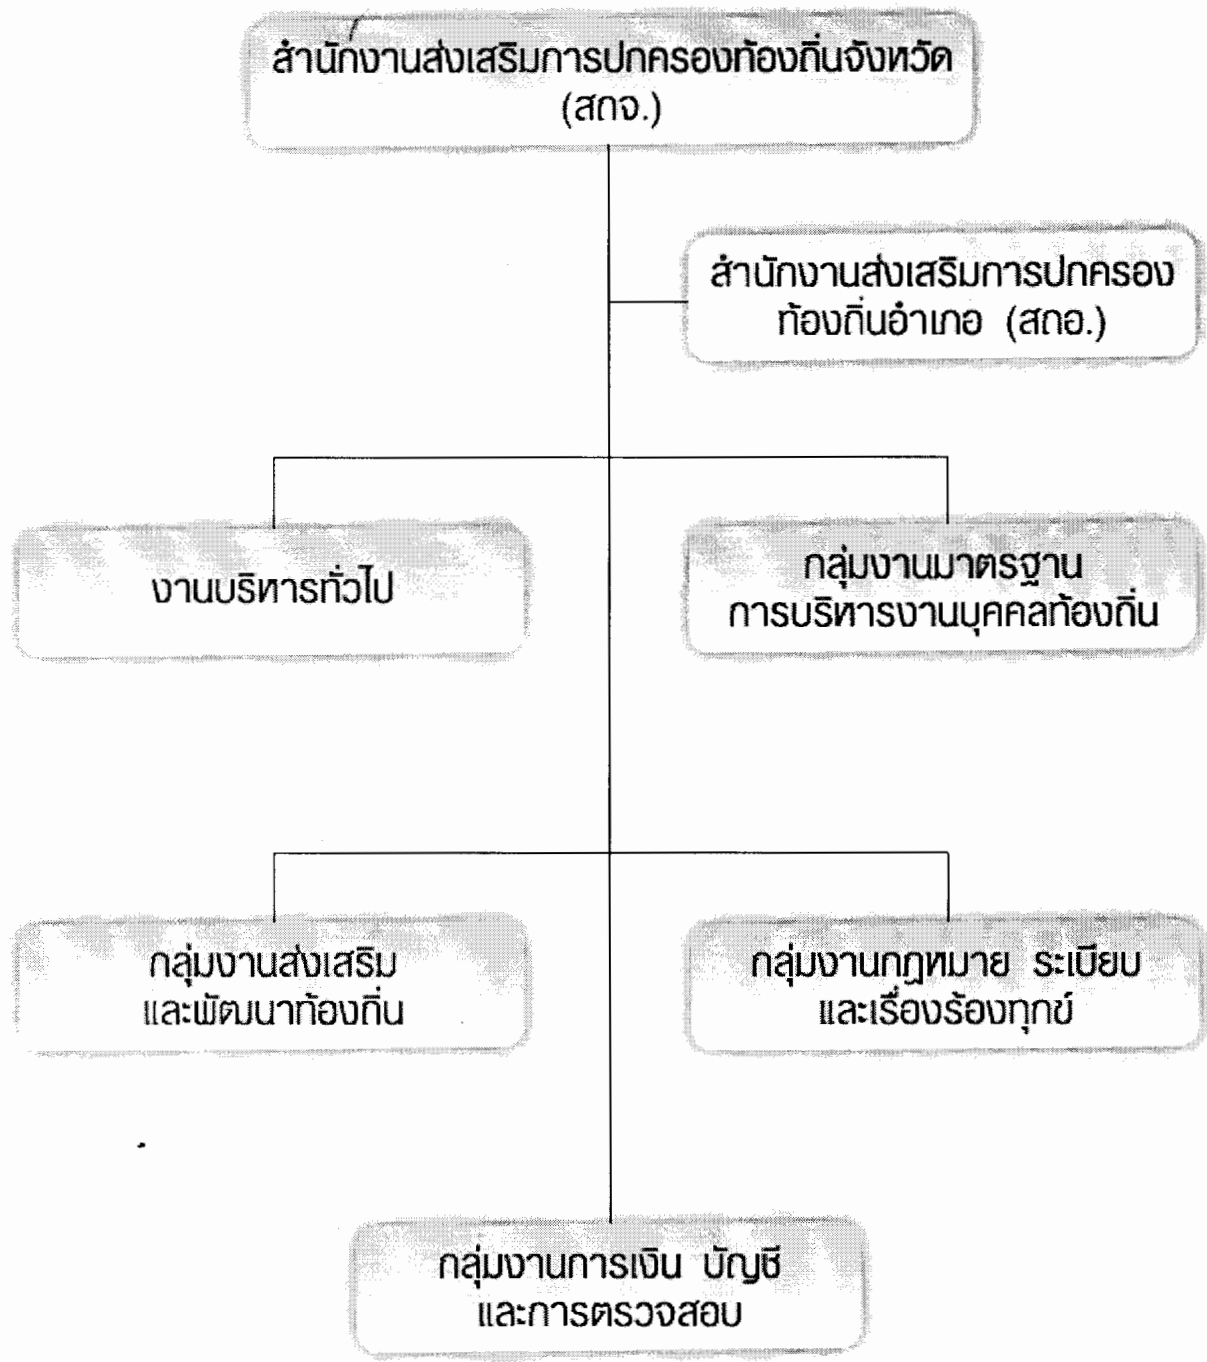 สำนักงานส่งเสริมการปกครองท้องถิ่นจังหวัด
(สถจ.)
สำนักงานส่งเสริมการปกครอง
ท้องถิ่นอำเภอ (สถอ.)
งานบริหารทั่วไป
กลุ่มงานมาตรฐาน
การบริหารงานบุคคลท้องถิ่น
กลุ่มงานส่งเสริม
และพัฒนาท้องถิ่น
กลุ่มงานกฎหมาย ระเบียบ
และเรื่องร้องทุกข์
กลุ่มงานการเงิน บัญชี
และการตรวจสอบ